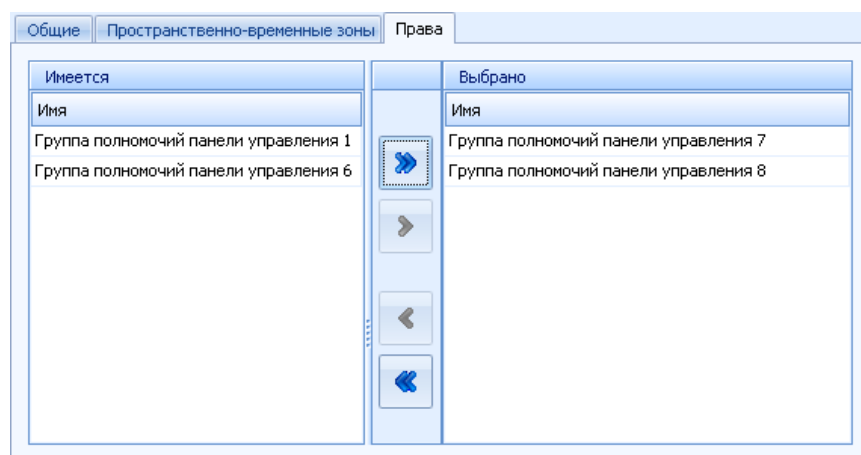 Общие Пространственно-временные зоны Права
Имеется Выбрано
Имя Имя
Группа полномочий панели управления 1 Группа полномочий панели управления 7
Группа полномочий панели управления 6 Группа полномочий панели управления 8